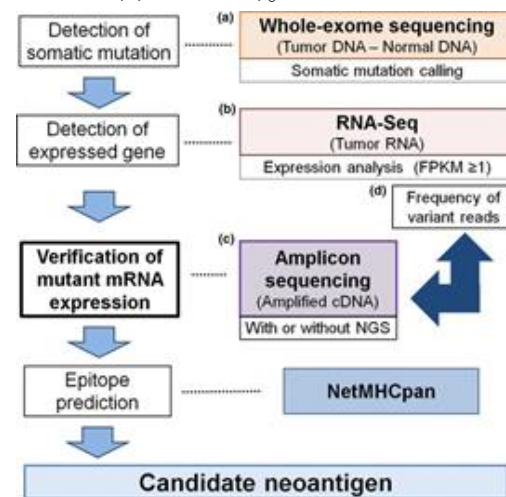 Detection of
somatic mutation
(a)
Whole-exome sequencing
(Tumor DNA – Normal DNA)
Somatic mutation calling
Detection of
expressed gene
(b)
RNA-Seq
(Tumor RNA)
Expression analysis (FPKM ≥1)
(d)
Frequency of
variant reads
Verification of
mutant mRNA
expression
(c)
Amplicon
sequencing
(Amplified cDNA)
With or without NGS
Epitope
prediction
NetMHCpan
Candidate neoantigen